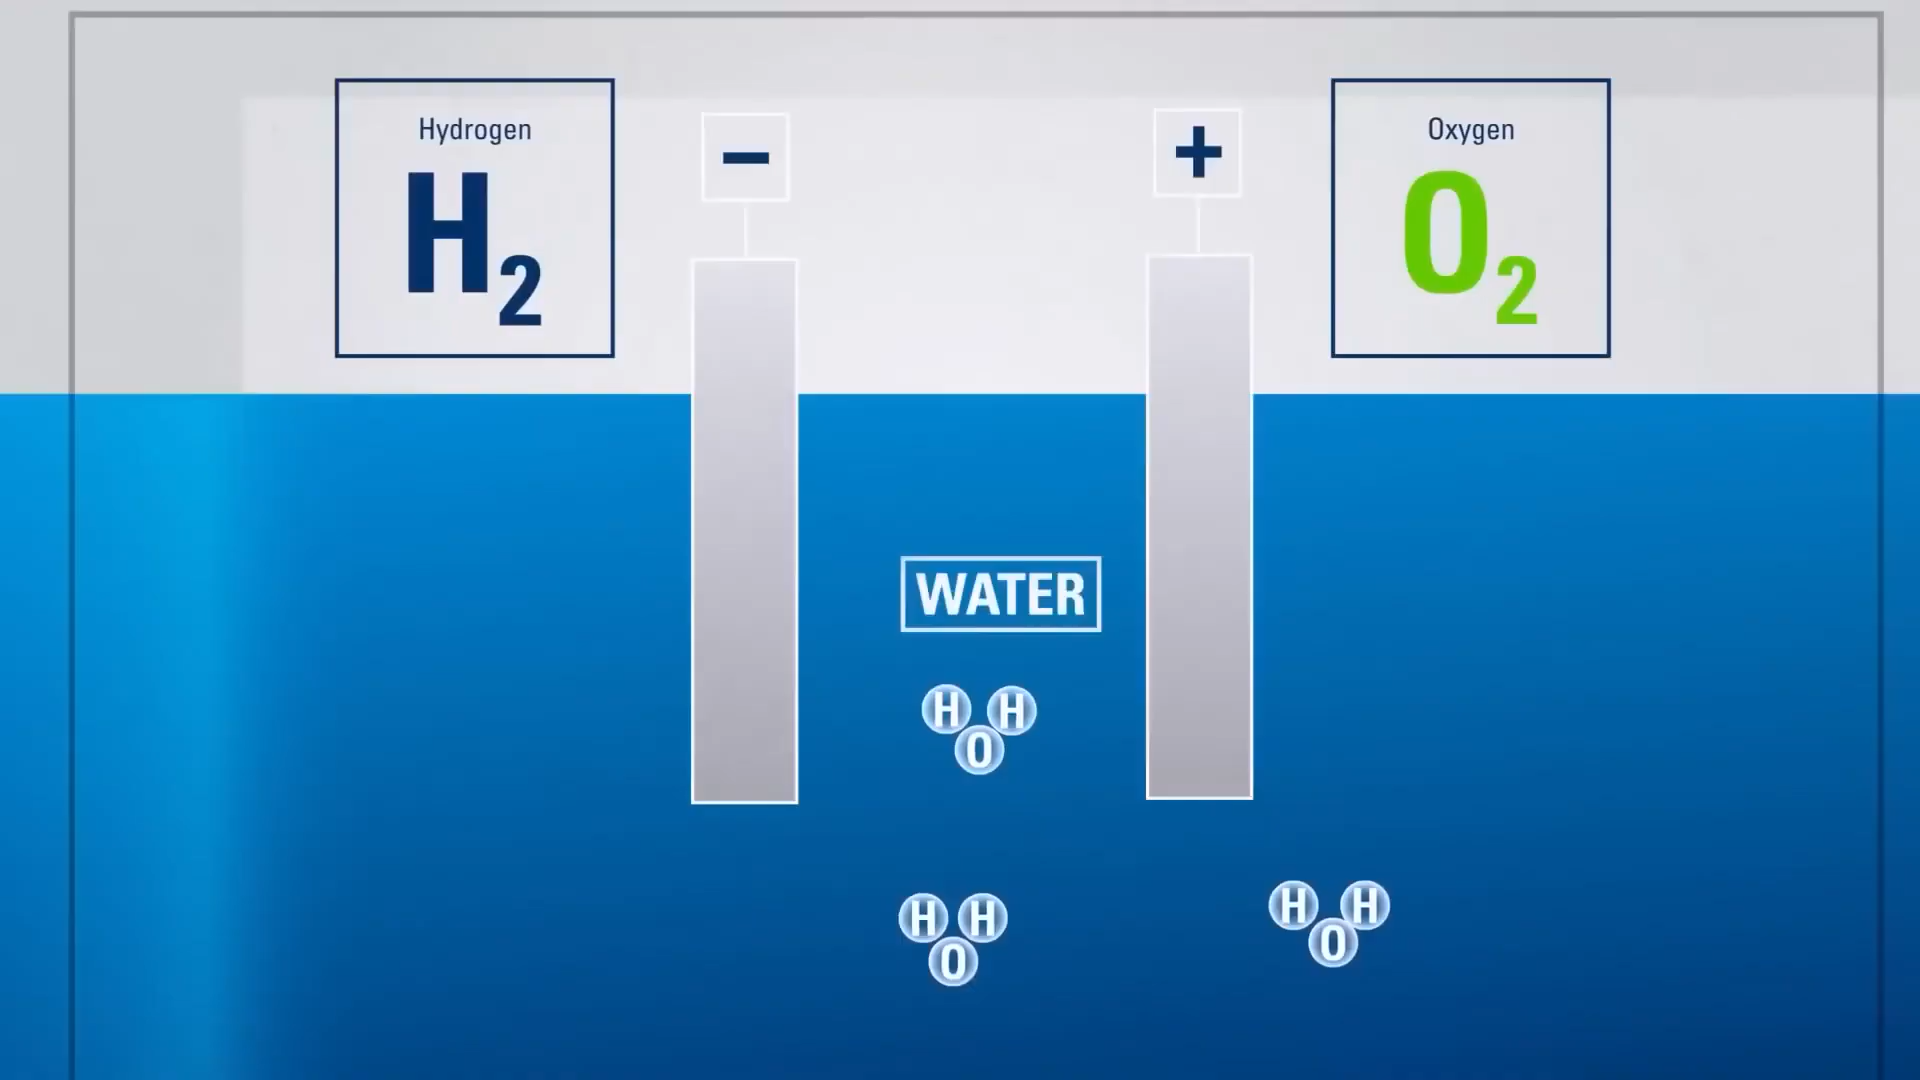 Hydrogen
H2
−
+
Oxygen
O2
WATER
H H
O
H H
O
H H
O